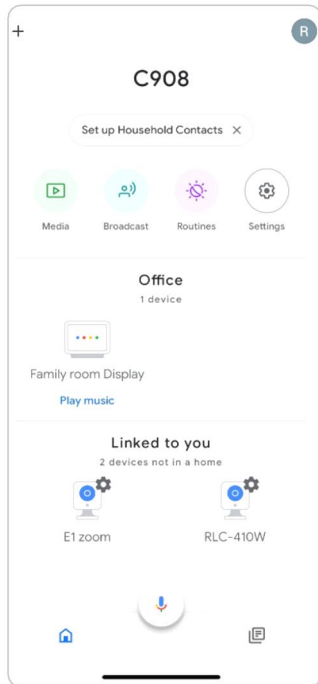 +
R
C908
Set up Household Contacts ×
Media Broadcast Routines Settings
Office
1 device
Family room Display
Play music
Linked to you
2 devices not in a home
E1 zoom RLC-410W